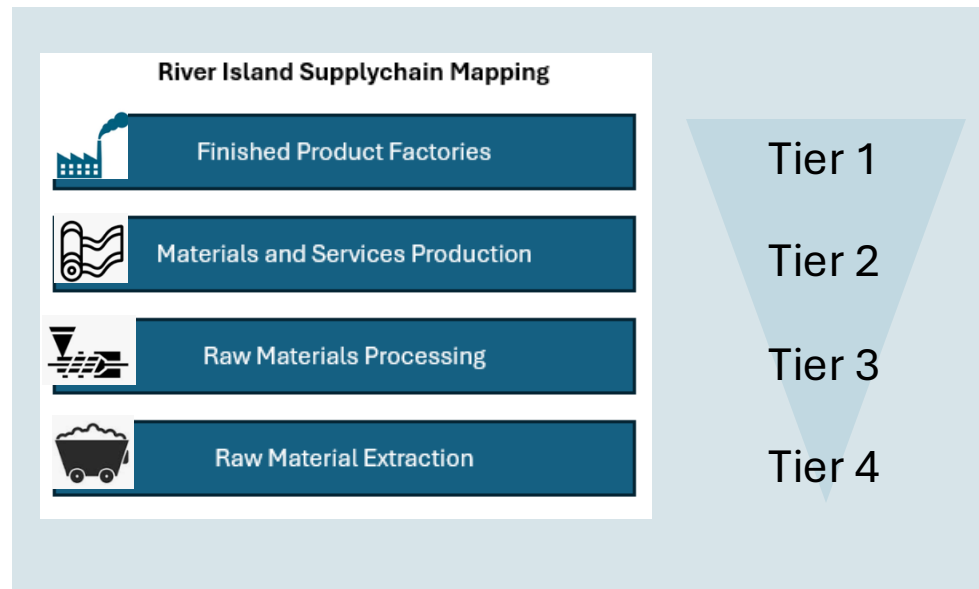 River Island Supplychain Mapping
Finished Product Factories
Tier 1
Materials and Services Production
Tier 2
Raw Materials Processing
Tier 3
Raw Material Extraction
Tier 4